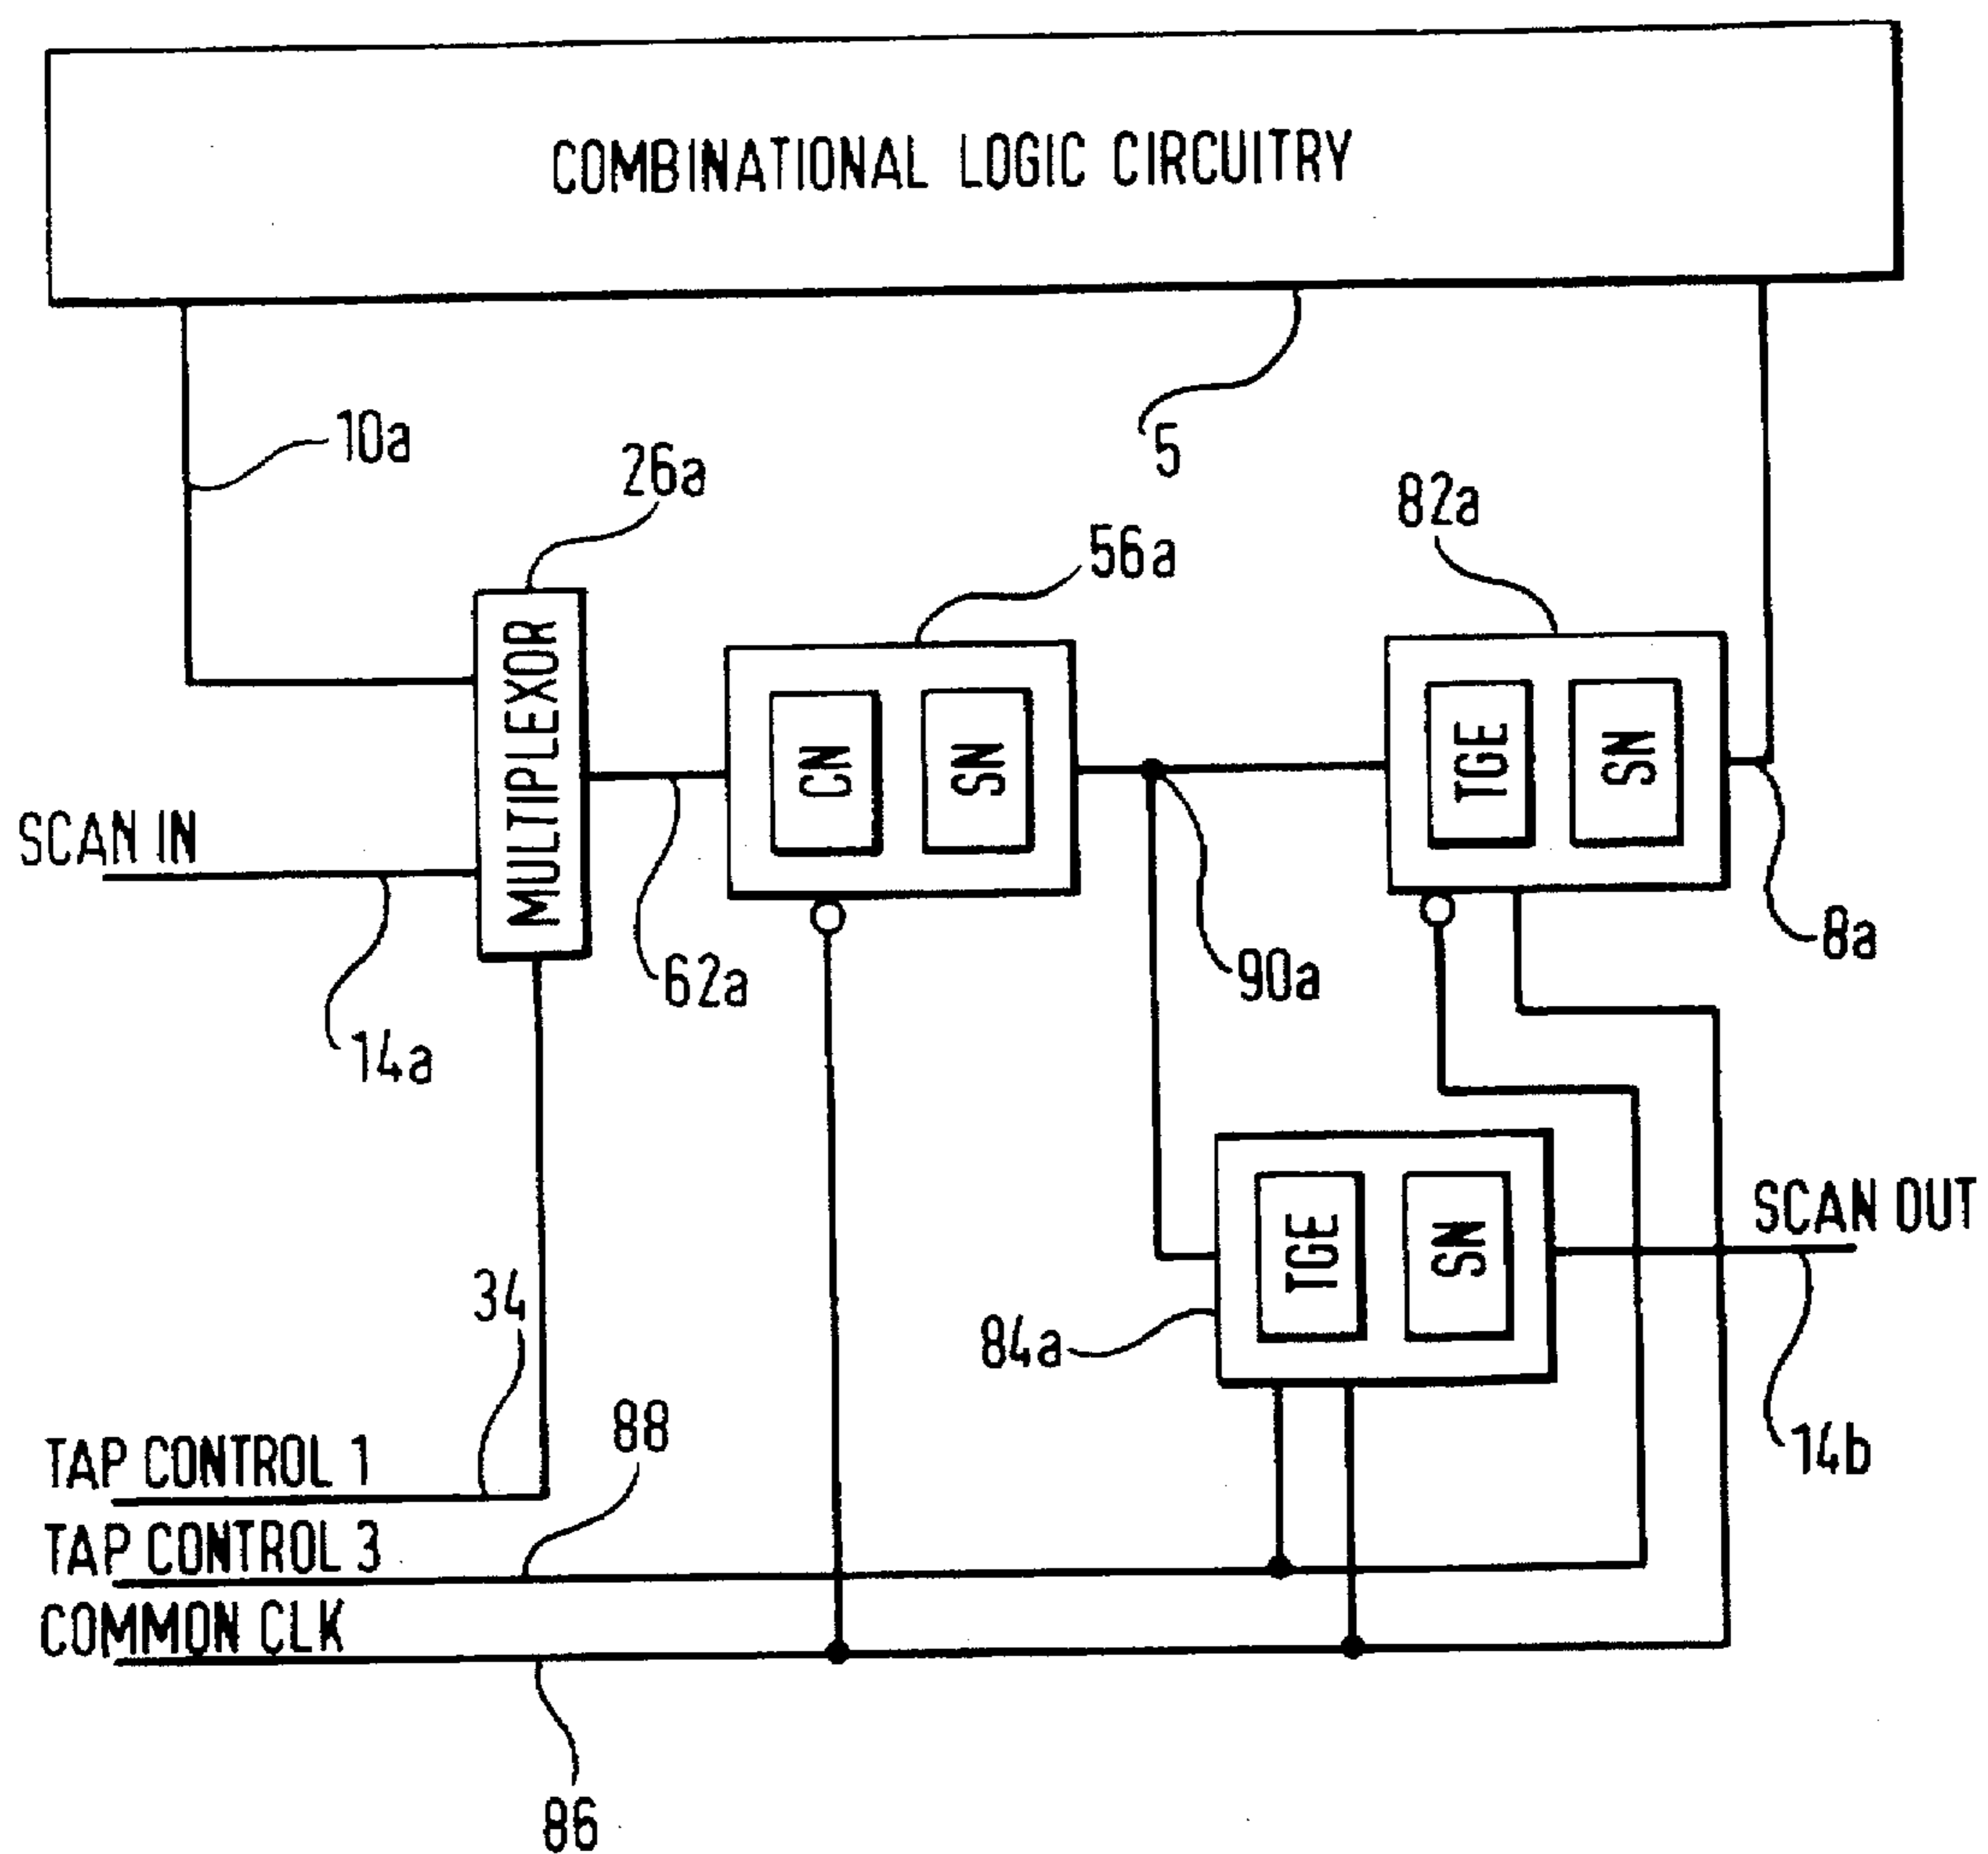 COMBINATIONAL LOGIC CIRCUITRY
10a
5
26a
82a
56a
MULTIPLEXOR
CN
SN
TGE
SN
SCAN IN
8a
62a
90a
14a
SCAN OUT
TGE
SN
34
84a
88
14b
TAP CONTROL 1
TAP CONTROL 3
COMMON CLK
86